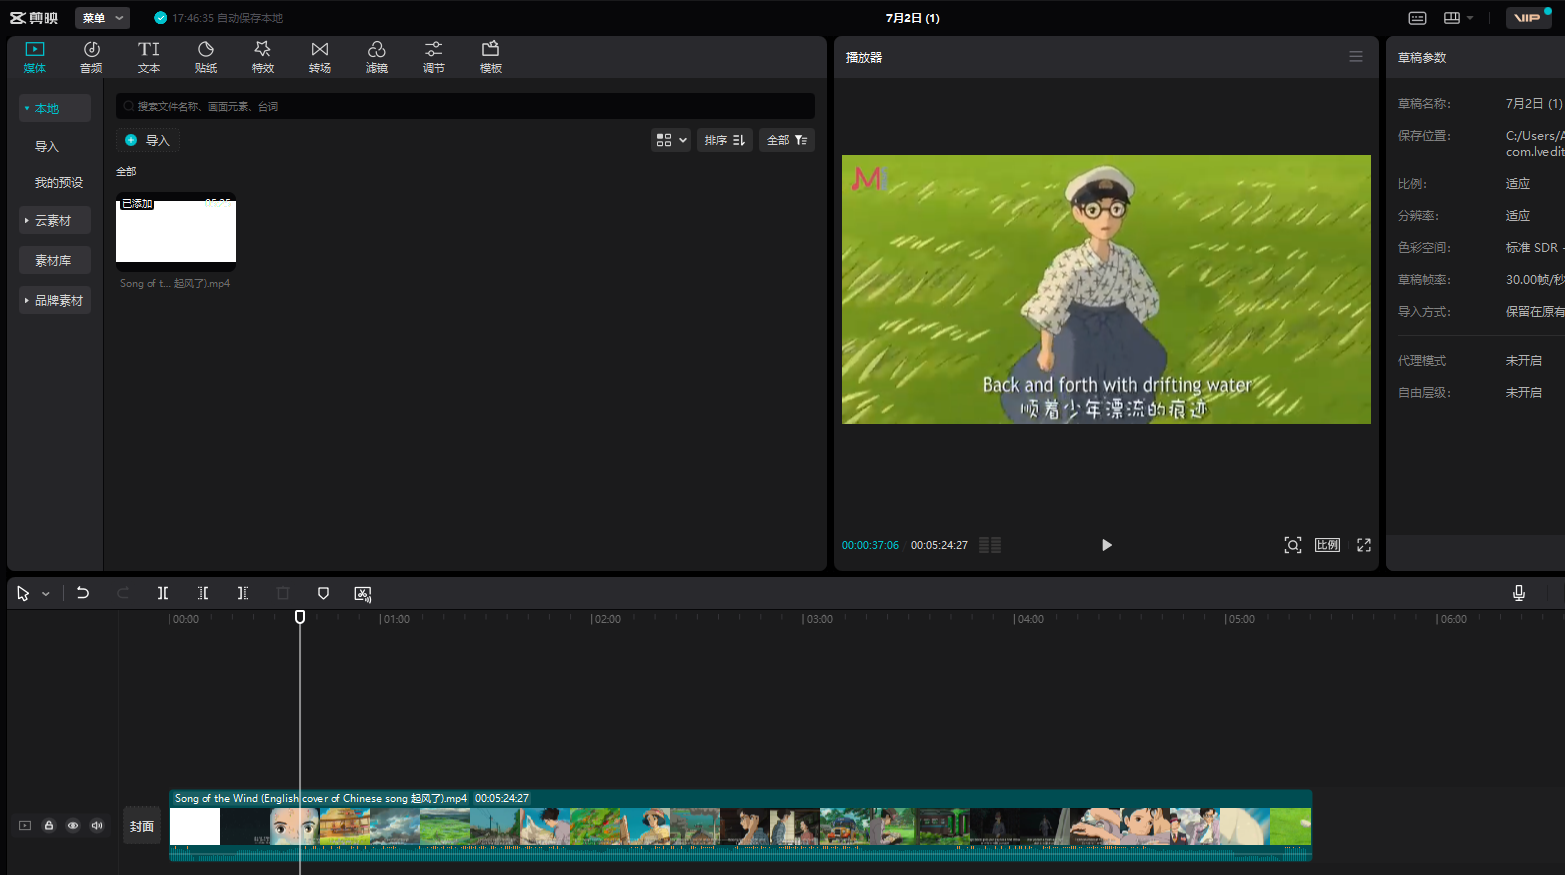 剪映
菜单
17:46:35 自动保存本地
7月2日 (1)
VIP
媒体
音频
文本
贴纸
特效
转场
滤镜
调节
模板
本地
导入
我的预设
云素材
素材库
品牌素材
搜索文件名称、画面元素、台词
导入
排序
全部
全部
已添加
05:25
Song of t... 起风了).mp4
播放器
M
Back and forth with drifting water
顺着少年漂流的痕迹
00:00:37:06 / 00:05:24:27
比例
草稿参数
草稿名称: 7月2日 (1)
保存位置: C:/Users/A
com.lvedit
比例: 适应
分辨率: 适应
色彩空间: 标准 SDR -
草稿帧率: 30.00帧/秒
导入方式: 保留在原有
代理模式 未开启
自由层级: 未开启
00:00
01:00
02:00
03:00
04:00
05:00
06:00
封面
Song of the Wind (English cover of Chinese song 起风了).mp4 00:05:24:27